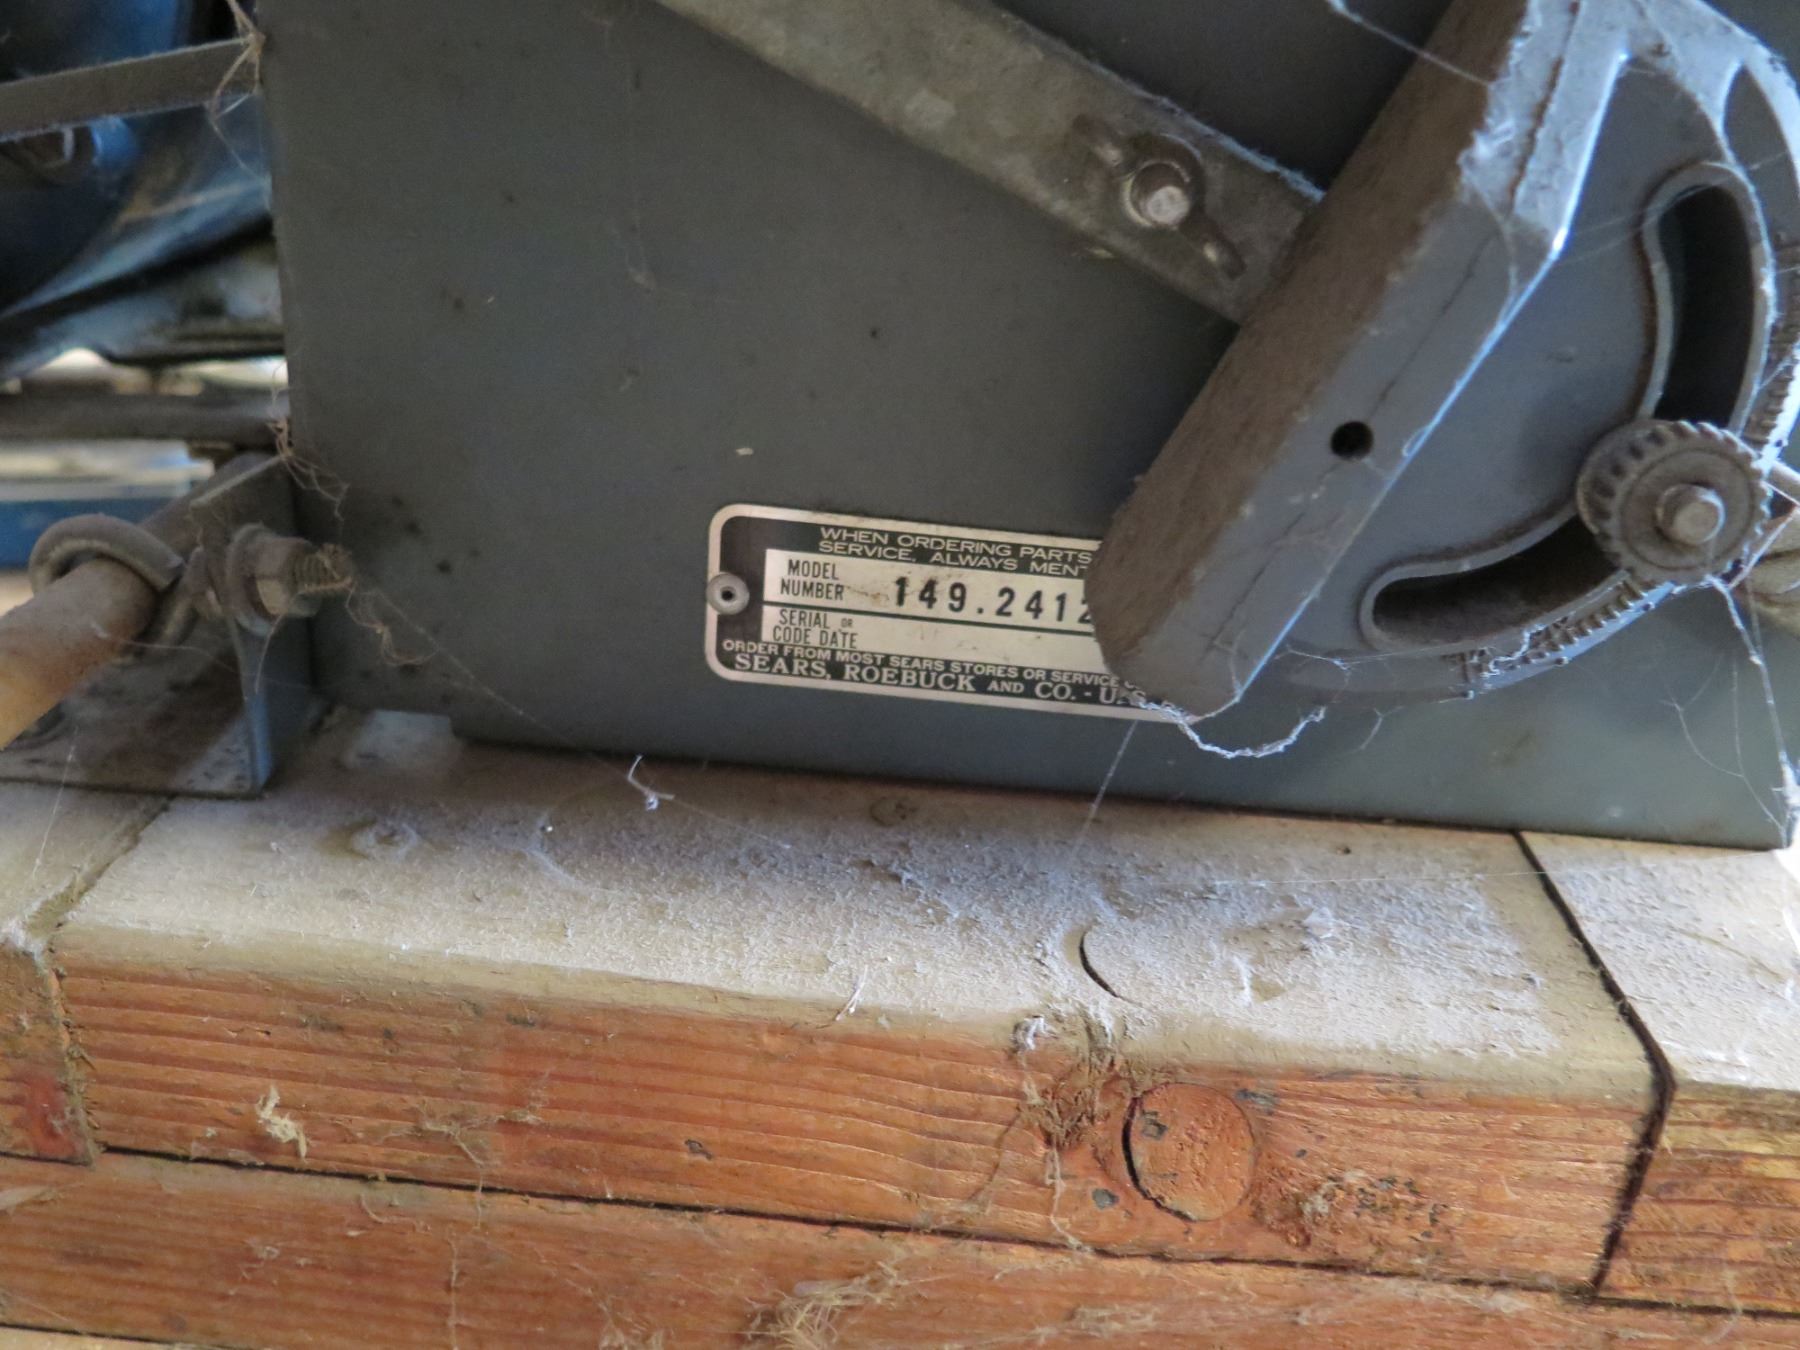 WHEN ORDERING PARTS
SERVICE, ALWAYS
MODEL
NUMBER 149.2412
SERIAL OR
CODE DATE
ORDER FROM MOST SEARS STORES OR SERVICE
SEARS, ROEBUCK AND CO. - U.S.